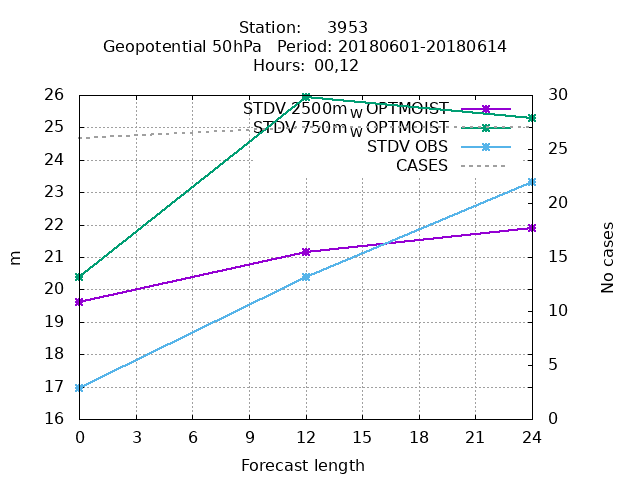 Station: 3953
Geopotential 50hPa Period: 20180601-20180614
Hours: 00,12
STDV 2500m_W OPTMOIST
STDV 750m_W OPTMOIST
STDV OBS
CASES
26
25
24
23
22
21
20
19
18
17
16
m
30
25
20
15
10
5
0
No cases
0 3 6 9 12 15 18 21 24
Forecast length